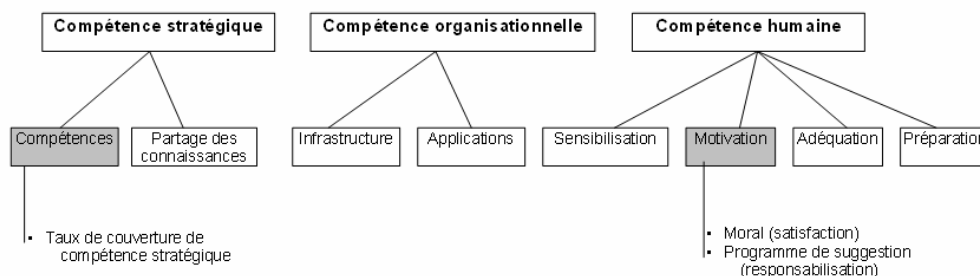 Compétence stratégique
Compétence organisationnelle
Compétence humaine
Compétences
Partage des
connaissances
Infrastructure
Applications
Sensibilisation
Motivation
Adéquation
Préparation
• Taux de couverture de
compétence stratégique
• Moral (satisfaction)
• Programme de suggestion
(responsabilisation)